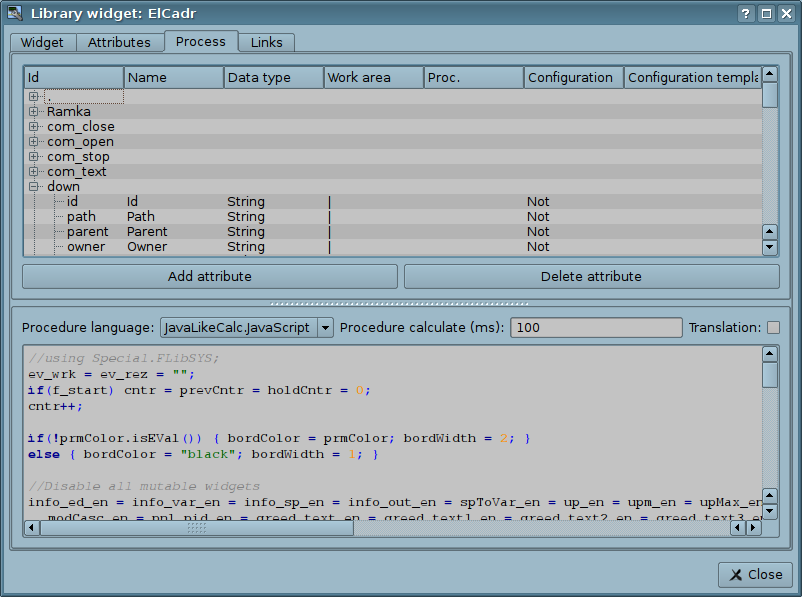 Library widget: ElCadr
Widget Attributes Process Links
Id Name Data type Work area Proc. Configuration Configuration templa
.
Ramka
com_close
com_open
com_stop
com_text
down
id Id String | Not
path Path String | Not
parent Parent String | Not
owner Owner String | Not
Add attribute Delete attribute
Procedure language: JavaLikeCalc.JavaScript Procedure calculate (ms): 100 Translation:
//using Special.FLibSYS;
ev_wrk = ev_rez = "";
if(f_start) cntr = prevCntr = holdCntr = 0;
cntr++;
if(!prmColor.isEVal()) { bordColor = prmColor; bordWidth = 2; }
else { bordColor = "black"; bordWidth = 1; }
//Disable all mutable widgets
info_ed_en = info_var_en = info_sp_en = info_out_en = spToVar_en = up_en = upm_en = upMax_en
modCasc_en = pnl_pid_en = greed_text_en = greed_text1_en = greed_text2_en = greed_text3_en
Close